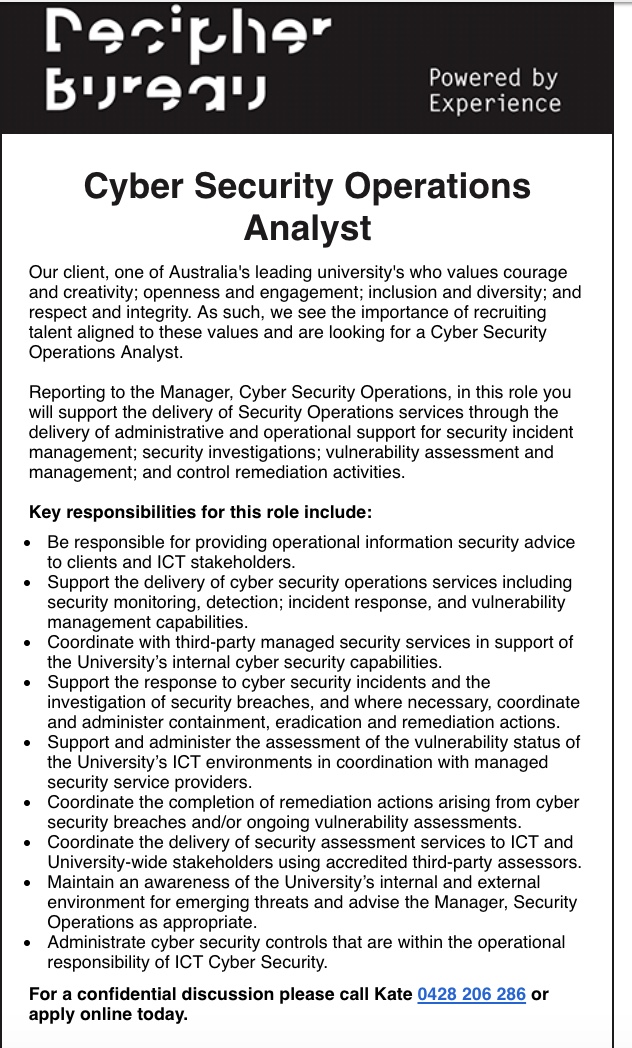 Decipher
Bureau
Powered by
Experience
Cyber Security Operations
Analyst
Our client, one of Australia's leading university's who values courage
and creativity; openness and engagement; inclusion and diversity; and
respect and integrity. As such, we see the importance of recruiting
talent aligned to these values and are looking for a Cyber Security
Operations Analyst.
Reporting to the Manager, Cyber Security Operations, in this role you
will support the delivery of Security Operations services through the
delivery of administrative and operational support for security incident
management; security investigations; vulnerability assessment and
management; and control remediation activities.
Key responsibilities for this role include:
• Be responsible for providing operational information security advice
to clients and ICT stakeholders.
• Support the delivery of cyber security operations services including
security monitoring, detection; incident response, and vulnerability
management capabilities.
• Coordinate with third-party managed security services in support of
the University’s internal cyber security capabilities.
• Support the response to cyber security incidents and the
investigation of security breaches, and where necessary, coordinate
and administer containment, eradication and remediation actions.
• Support and administer the assessment of the vulnerability status of
the University’s ICT environments in coordination with managed
security service providers.
• Coordinate the completion of remediation actions arising from cyber
security breaches and/or ongoing vulnerability assessments.
• Coordinate the delivery of security assessment services to ICT and
University-wide stakeholders using accredited third-party assessors.
• Maintain an awareness of the University’s internal and external
environment for emerging threats and advise the Manager, Security
Operations as appropriate.
• Administrate cyber security controls that are within the operational
responsibility of ICT Cyber Security.
For a confidential discussion please call Kate 0428 206 286 or
apply online today.